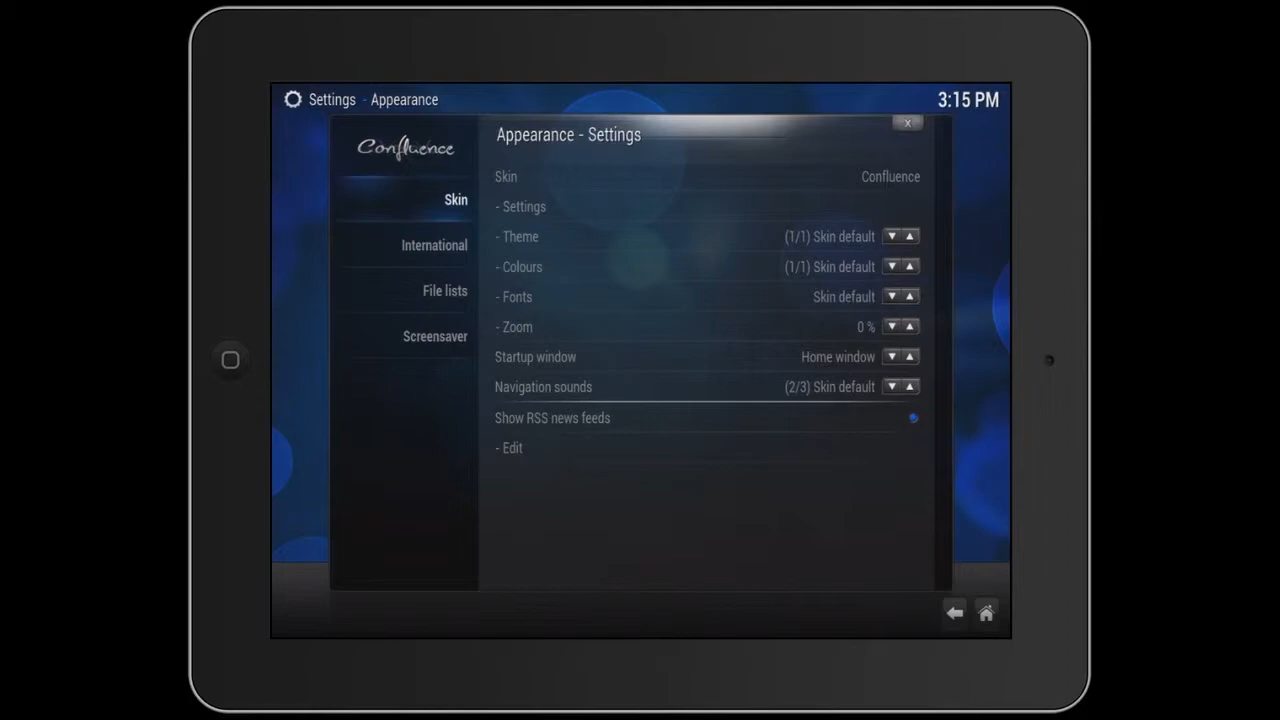 Settings - Appearance
3:15 PM
Confluence
Skin
International
File lists
Screensaver
Appearance - Settings
x
Skin Confluence
- Settings
- Theme (1/1) Skin default
- Colours (1/1) Skin default
- Fonts Skin default
- Zoom 0 %
Startup window Home window
Navigation sounds (2/3) Skin default
Show RSS news feeds
- Edit